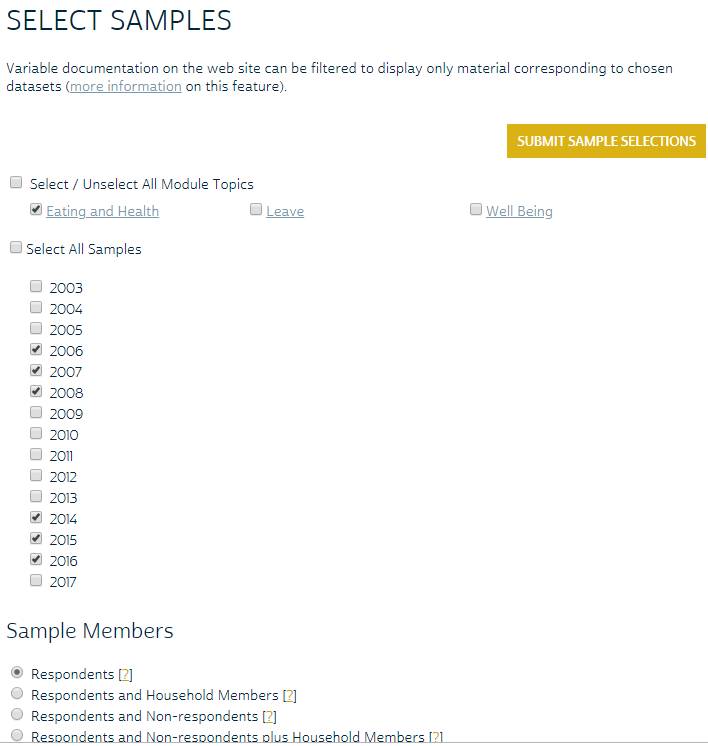 SELECT SAMPLES
Variable documentation on the web site can be filtered to display only material corresponding to chosen
datasets (more information on this feature).
SUBMIT SAMPLE SELECTIONS
Select / Unselect All Module Topics
Eating and Health Leave Well Being
Select All Samples
2003
2004
2005
2006
2007
2008
2009
2010
2011
2012
2013
2014
2015
2016
2017
Sample Members
Respondents [?]
Respondents and Household Members [?]
Respondents and Non-respondents [?]
Respondents and Non-respondents plus Household Members [?]